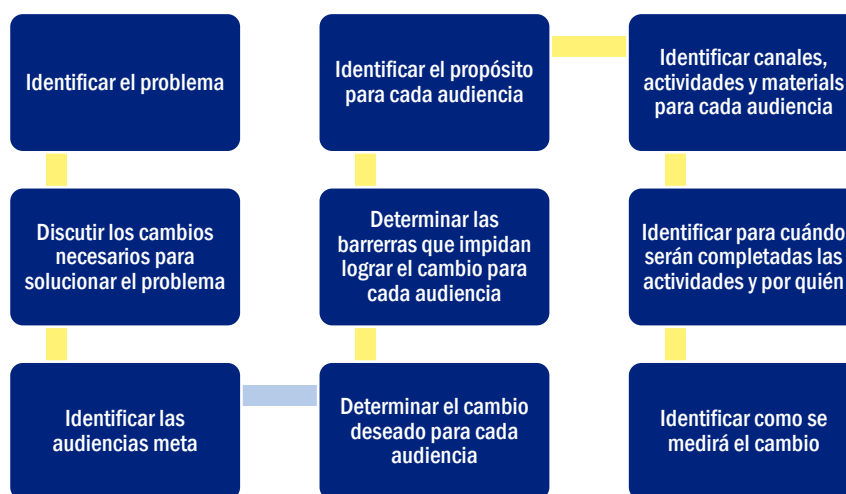 Identificar el problema
Discutir los cambios
necesarios para
solucionar el problema
Identificar las
audiencias meta
Determinar el cambio
deseado para cada
audiencia
Determinar las
barrerras que impidan
lograr el cambio para
cada audiencia
Identificar el propósito
para cada audiencia
Identificar canales,
actividades y materials
para cada audiencia
Identificar para cuándo
serán completadas las
actividades y por quién
Identificar como se
medirá el cambio